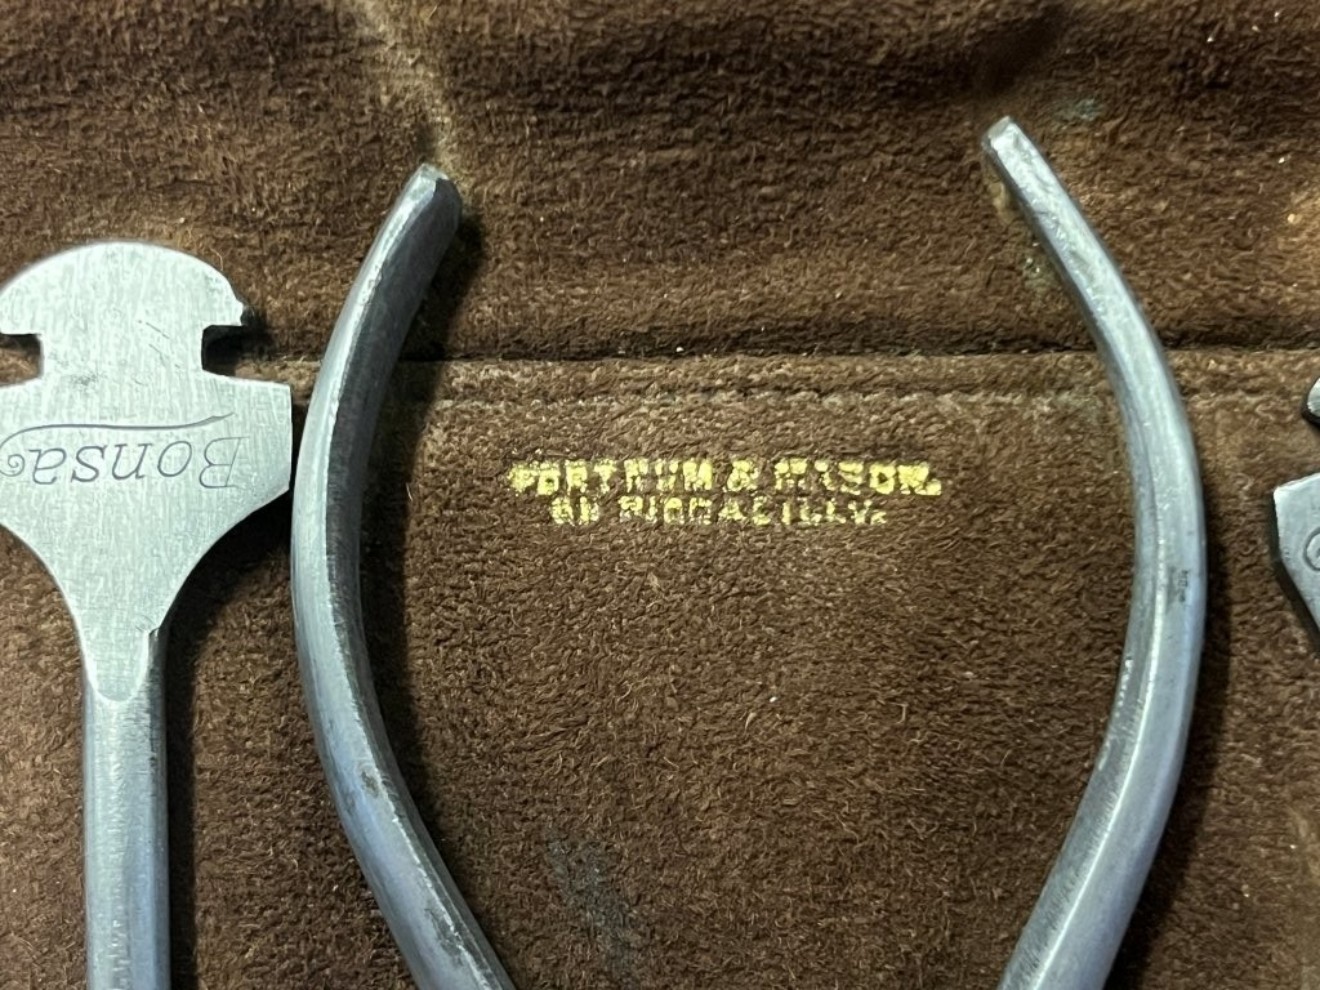 Bonsa
FORTNUM & MASON.
PICCADILLY.